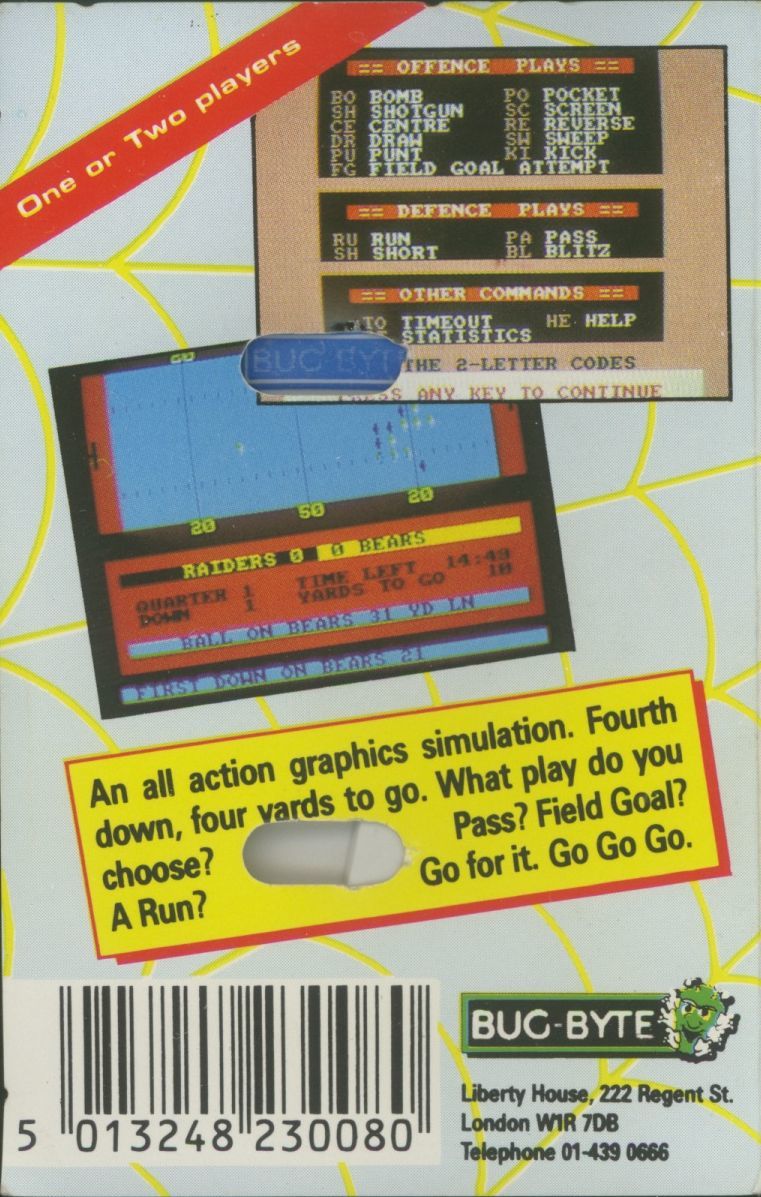 One or Two players
== OFFENCE PLAYS ==
BO BOMB PO POCKET
SH SHOTGUN SC SCREEN
CE CENTRE RE REVERSE
DR DRAW SW SWEEP
PU PUNT KI KICK
FG FIELD GOAL ATTEMPT
== DEFENCE PLAYS ==
RU RUN PA PASS
SH SHORT BL BLITZ
== OTHER COMMANDS ==
TO TIMEOUT HE HELP
STATISTICS
THE 2-LETTER CODES
ANY KEY TO CONTINUE
BUG-BYT
20 50 20
RAIDERS 0 0 BEARS
QUARTER 1 TIME LEFT 14:49
DOWN 1 YARDS TO GO 10
BALL ON BEARS 31 YD LN
FIRST DOWN ON BEARS 21
An all action graphics simulation. Fourth
down, four yards to go. What play do you
choose? Pass? Field Goal?
A Run? Go for it. Go Go Go.
BUG-BYTE
Liberty House, 222 Regent St.
London W1R 7DB
Telephone 01-439 0666
5 013248 230080